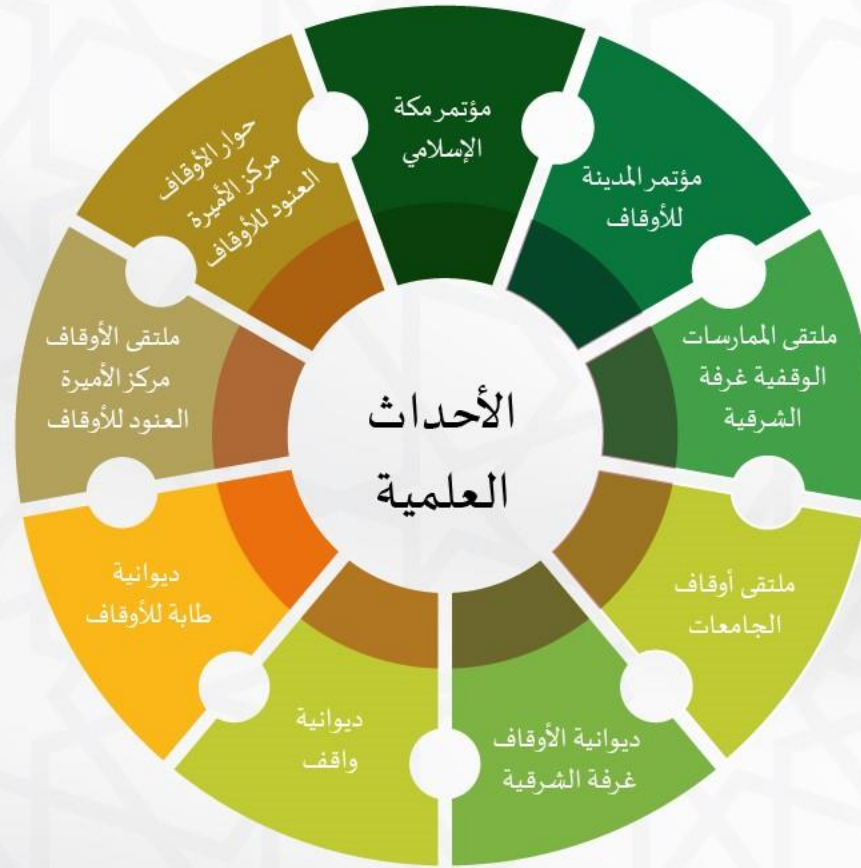 الأحداث
العلمية
مؤتمر مكة
الإسلامي
مؤتمر المدينة
للأوقاف
ملتقى الممارسات
الوقفية غرفة
الشرقية
ملتقى أوقاف
الجامعات
ديوانية الأوقاف
غرفة الشرقية
ديوانية
واقف
ديوانية
طابة للأوقاف
ملتقى الأوقاف
مركز الأميرة
العنود للأوقاف
حوار الأوقاف
مركز الأميرة
العنود للأوقاف